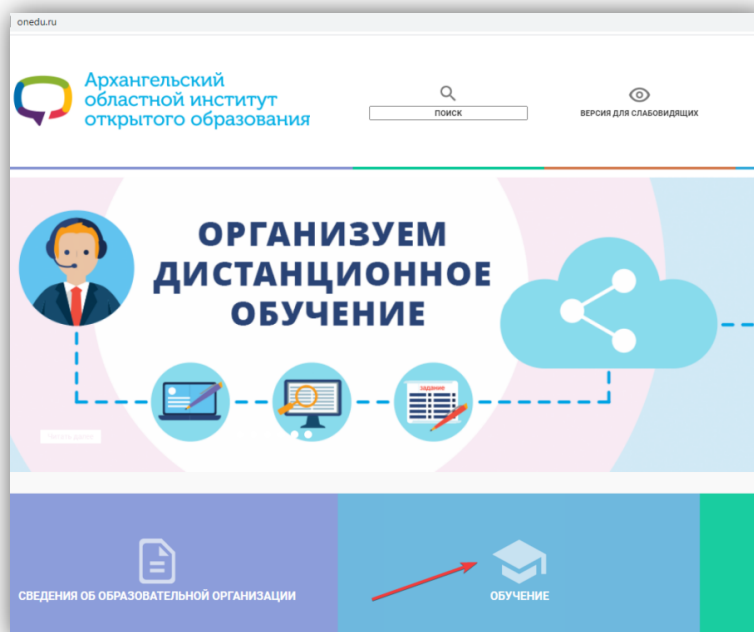 onedu.ru
Архангельский
областной институт
открытого образования
ПОИСК
ВЕРСИЯ ДЛЯ СЛАБОВИДЯЩИХ
ОРГАНИЗУЕМ
ДИСТАНЦИОННОЕ
ОБУЧЕНИЕ
задание
СВЕДЕНИЯ ОБ ОБРАЗОВАТЕЛЬНОЙ ОРГАНИЗАЦИИ
ОБУЧЕНИЕ